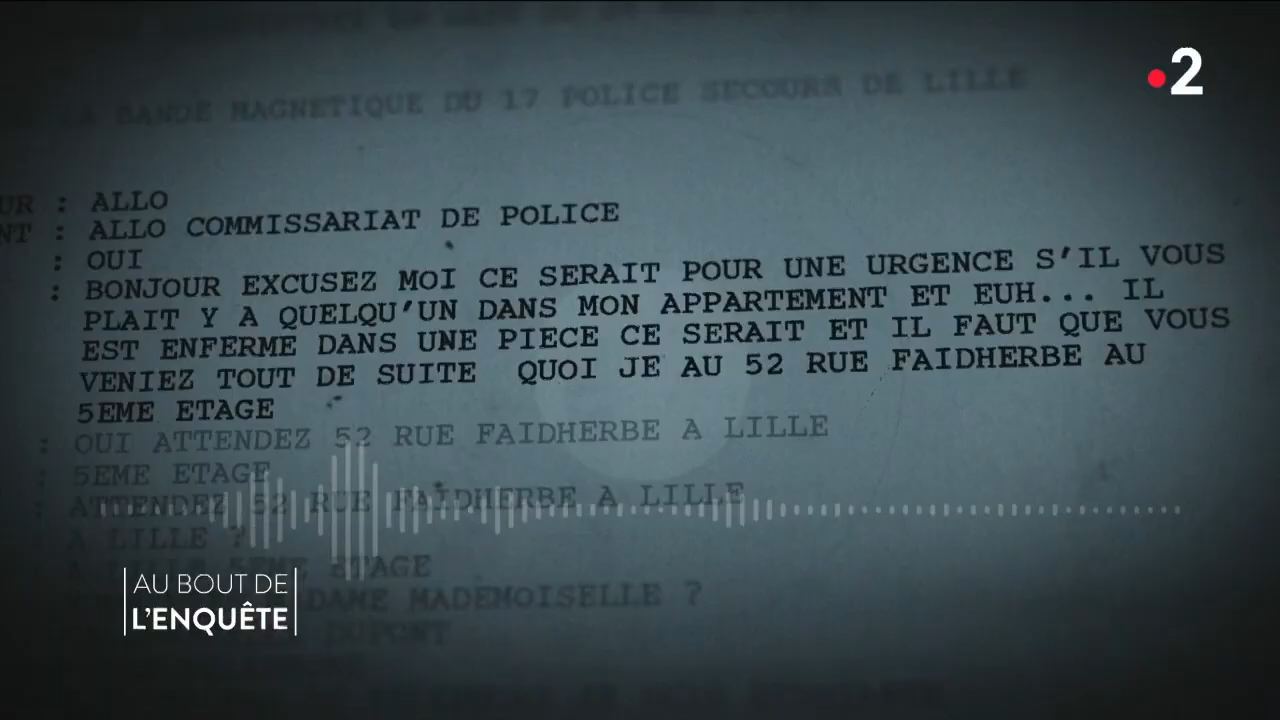 2
LA BANDE MAGNETIQUE DU 17 POLICE SECOURS DE LILLE
UR : ALLO
NT : ALLO COMMISSARIAT DE POLICE
: OUI
: BONJOUR EXCUSEZ MOI CE SERAIT POUR UNE URGENCE S'IL VOUS
PLAIT Y A QUELQU'UN DANS MON APPARTEMENT ET EUH... IL
EST ENFERME DANS UNE PIECE CE SERAIT ET IL FAUT QUE VOUS
VENIEZ TOUT DE SUITE QUOI JE AU 52 RUE FAIDHERBE AU
5EME ETAGE
: OUI ATTENDEZ 52 RUE FAIDHERBE A LILLE
: 5EME ETAGE
: ATTENDEZ 52 RUE FAIDHERBE A LILLE
A LILLE ?
A 5EME ETAGE
DAME MADEMOISELLE ?
DUPONT
AU BOUT DE
L'ENQUÊTE